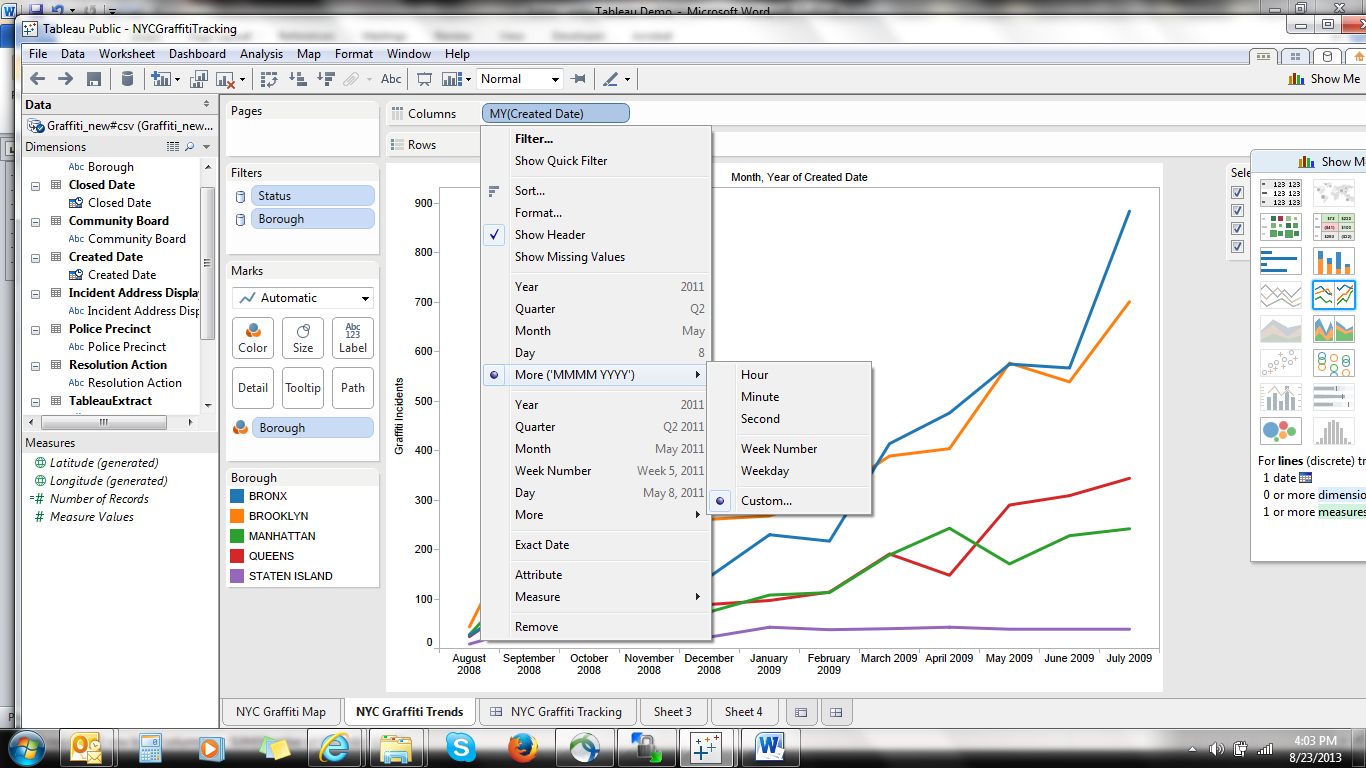 Tableau Demo - Microsoft Word
Tableau Public - NYCGraffitiTracking
File Data Worksheet Dashboard Analysis Map Format Window Help
Abc Normal Show Me
Data
Graffiti_new#csv (Graffiti_new...
Dimensions
Abc Borough
Closed Date
Closed Date
Community Board
Abc Community Board
Created Date
Created Date
Incident Address Displa
Abc Incident Address Disp
Police Precinct
Abc Police Precinct
Resolution Action
Abc Resolution Action
TableauExtract
Measures
Latitude (generated)
Longitude (generated)
=# Number of Records
# Measure Values
Pages
Filters
Status
Borough
Marks
Automatic
Color Size Abc 123 Label
Detail Tooltip Path
Borough
Borough
BRONX
BROOKLYN
MANHATTAN
QUEENS
STATEN ISLAND
Columns MY(Created Date)
Rows
Filter...
Show Quick Filter
Sort...
Format...
Show Header
Show Missing Values
Year 2011
Quarter Q2
Month May
Day 8
More ('MMMM YYYY')
Year 2011
Quarter Q2 2011
Month May 2011
Week Number Week 5, 2011
Day May 8, 2011
More
Exact Date
Attribute
Measure
Remove
Hour
Minute
Second
Week Number
Weekday
Custom...
Month, Year of Created Date
Graffiti Incidents
900
800
700
600
500
400
300
200
100
0
August 2008
September 2008
October 2008
November 2008
December 2008
January 2009
February 2009
March 2009
April 2009
May 2009
June 2009
July 2009
Sele
Show M
For lines (discrete) tr
1 date
0 or more dimensio
1 or more measures
NYC Graffiti Map NYC Graffiti Trends NYC Graffiti Tracking Sheet 3 Sheet 4
4:03 PM
8/23/2013